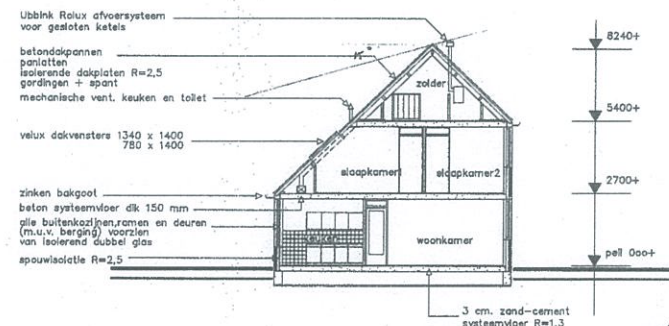 Ubbink Rolux afvoersysteem
voor gesloten ketels
betondakpannen
panlatten
isolerende dakplaten R=2,5
gordingen + spant
mechanische vent. keuken en toilet
velux dakvensters 1340 x 1400
780 x 1400
zinken bakgoot
beton systeemvloer dik 150 mm
alle buitenkozijnen,ramen en deuren
(m.u.v. berging) voorzien
van isolerend dubbel glas
spouwisolatie R=2,5
zolder
slaapkamer1
slaapkamer2
keuken
woonkamer
8240+
5400+
2700+
peil 0oo+
3 cm. zand-cement
systeemvloer R=1,3